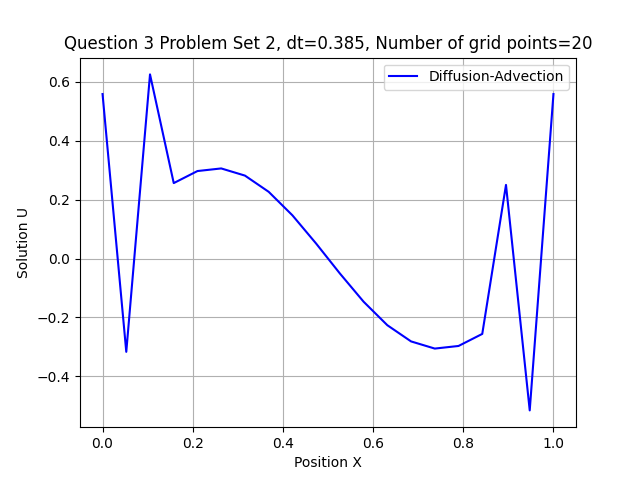 Question 3 Problem Set 2, dt=0.385, Number of grid points=20
Diffusion-Advection
0.6
0.4
0.2
0.0
−0.2
−0.4
Solution U
0.0 0.2 0.4 0.6 0.8 1.0
Position X